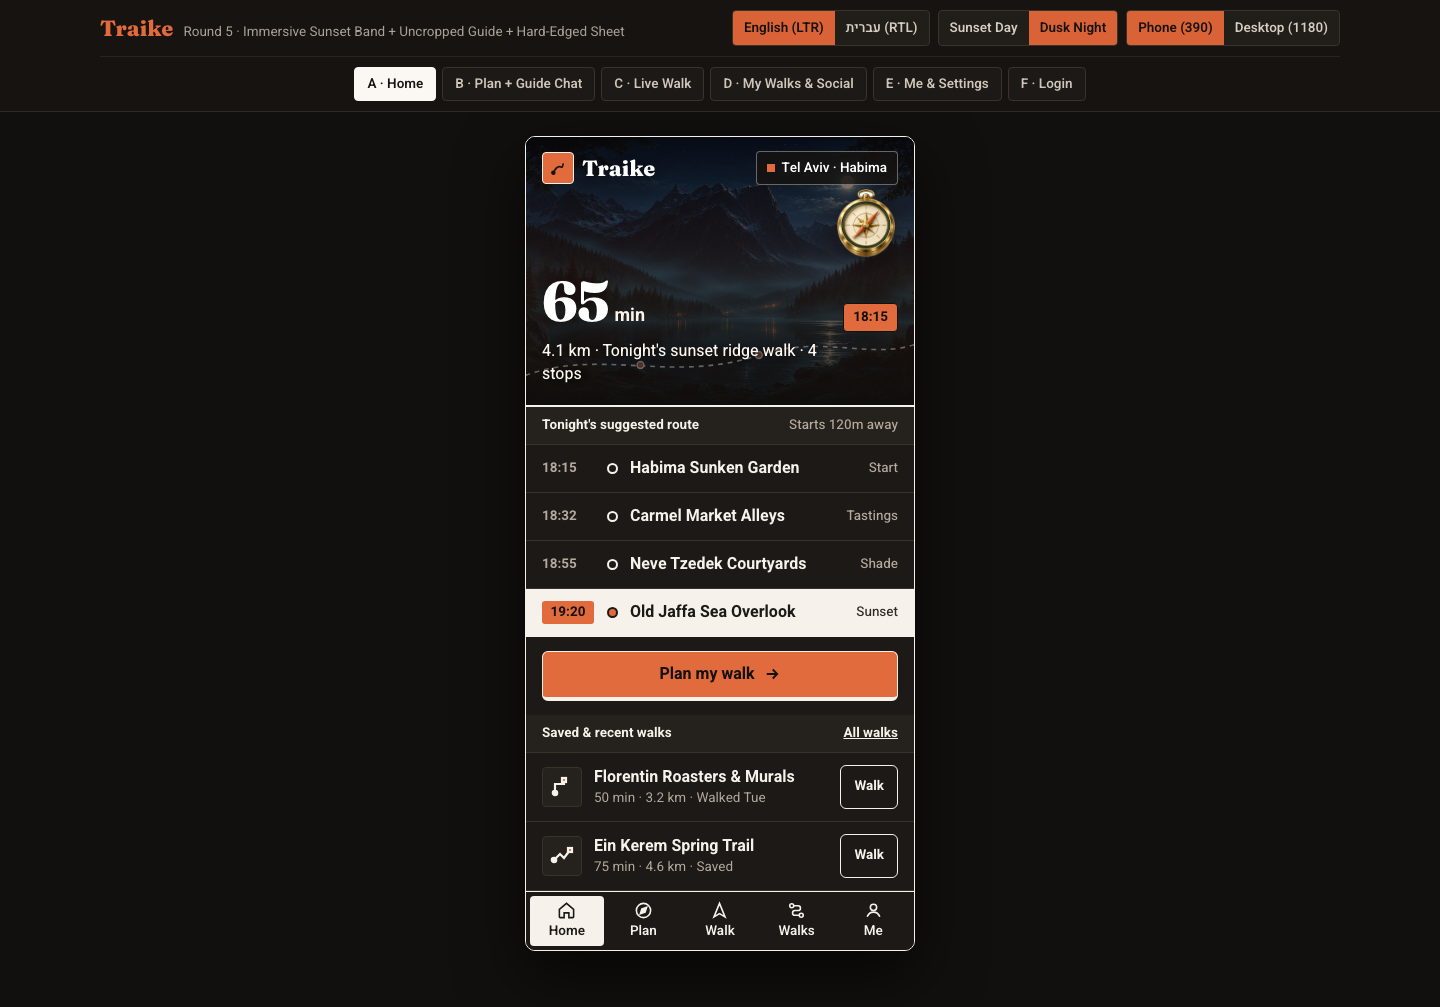 Traike Round 5 · Immersive Sunset Band + Uncropped Guide + Hard-Edged Sheet
English (LTR) עברית (RTL) Sunset Day Dusk Night Phone (390) Desktop (1180)
A · Home B · Plan + Guide Chat C · Live Walk D · My Walks & Social E · Me & Settings F · Login
Traike Tel Aviv · Habima
65 min 18:15
4.1 km · Tonight's sunset ridge walk · 4
stops
Tonight's suggested route Starts 120m away
18:15 Habima Sunken Garden Start
18:32 Carmel Market Alleys Tastings
18:55 Neve Tzedek Courtyards Shade
19:20 Old Jaffa Sea Overlook Sunset
Plan my walk →
Saved & recent walks All walks
Florentin Roasters & Murals
50 min · 3.2 km · Walked Tue
Walk
Ein Kerem Spring Trail
75 min · 4.6 km · Saved
Walk
Home Plan Walk Walks Me